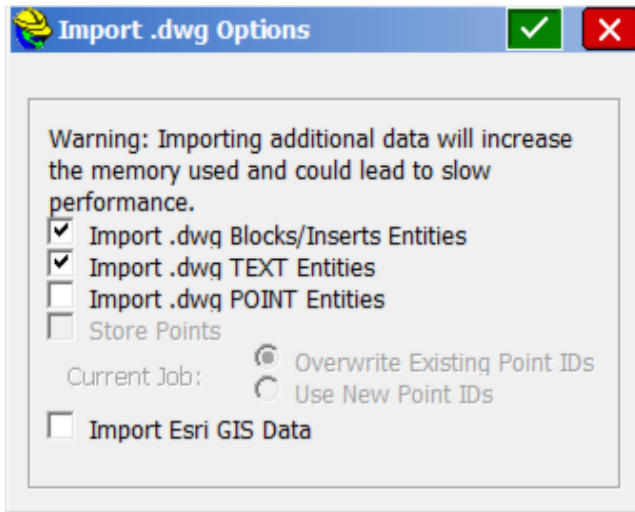 Import .dwg Options
Warning: Importing additional data will increase
the memory used and could lead to slow
performance.
Import .dwg Blocks/Inserts Entities
Import .dwg TEXT Entities
Import .dwg POINT Entities
Store Points
Current Job:
Overwrite Existing Point IDs
Use New Point IDs
Import Esri GIS Data